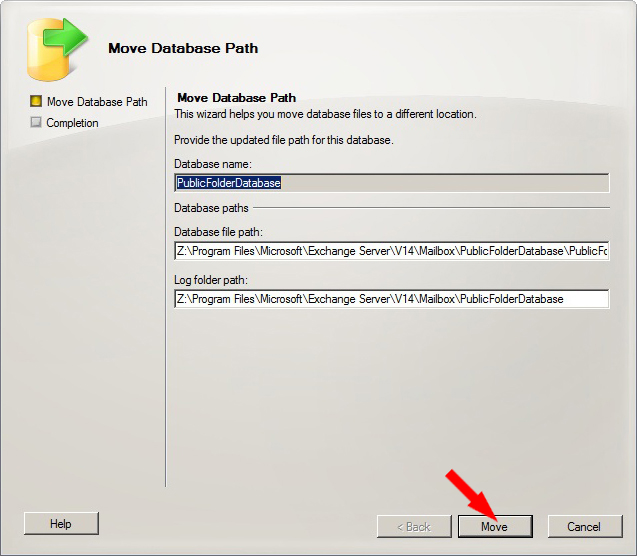 Move Database Path
Move Database Path
Completion
Move Database Path
This wizard helps you move database files to a different location.
Provide the updated file path for this database.
Database name:
PublicFolderDatabase
Database paths
Database file path:
Z:\Program Files\Microsoft\Exchange Server\V14\Mailbox\PublicFolderDatabase\PublicFo
Log folder path:
Z:\Program Files\Microsoft\Exchange Server\V14\Mailbox\PublicFolderDatabase
Help
< Back
Move
Cancel